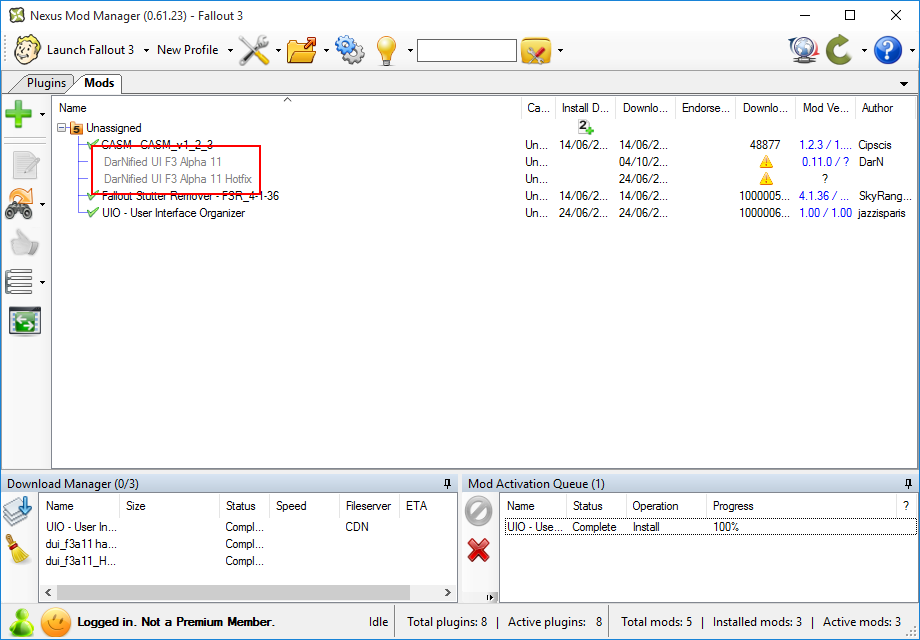 Nexus Mod Manager (0.61.23) - Fallout 3
Launch Fallout 3 New Profile
Plugins Mods
Name Ca... Install D... Downlo... Endorse... Downlo... Mod Ve... Author
5 Unassigned 2
CASM - CASM_v1_2_3 Un... 14/06/2... 14/06/2... 48877 1.2.3 / 1.... Cipscis
DarNified UI F3 Alpha 11 Un... 04/10/2... 0.11.0 / ? DarN
DarNified UI F3 Alpha 11 Hotfix Un... 24/06/2... ?
Fallout Stutter Remover - FSR_4-1-36 Un... 14/06/2... 14/06/2... 1000005... 4.1.36 / ... SkyRang...
UIO - User Interface Organizer Un... 24/06/2... 24/06/2... 1000006... 1.00 / 1.00 jazzisparis
Download Manager (0/3)
Name Size Status Speed Fileserver ETA
UIO - User In... Compl... CDN
dui_f3a11 ha... Compl...
dui_f3a11_H... Compl...
Mod Activation Queue (1)
Name Status Operation Progress ?
UIO - Use... Complete Install 100%
Logged in. Not a Premium Member. Idle Total plugins: 8 | Active plugins: 8 Total mods: 5 | Installed mods: 3 | Active mods: 3